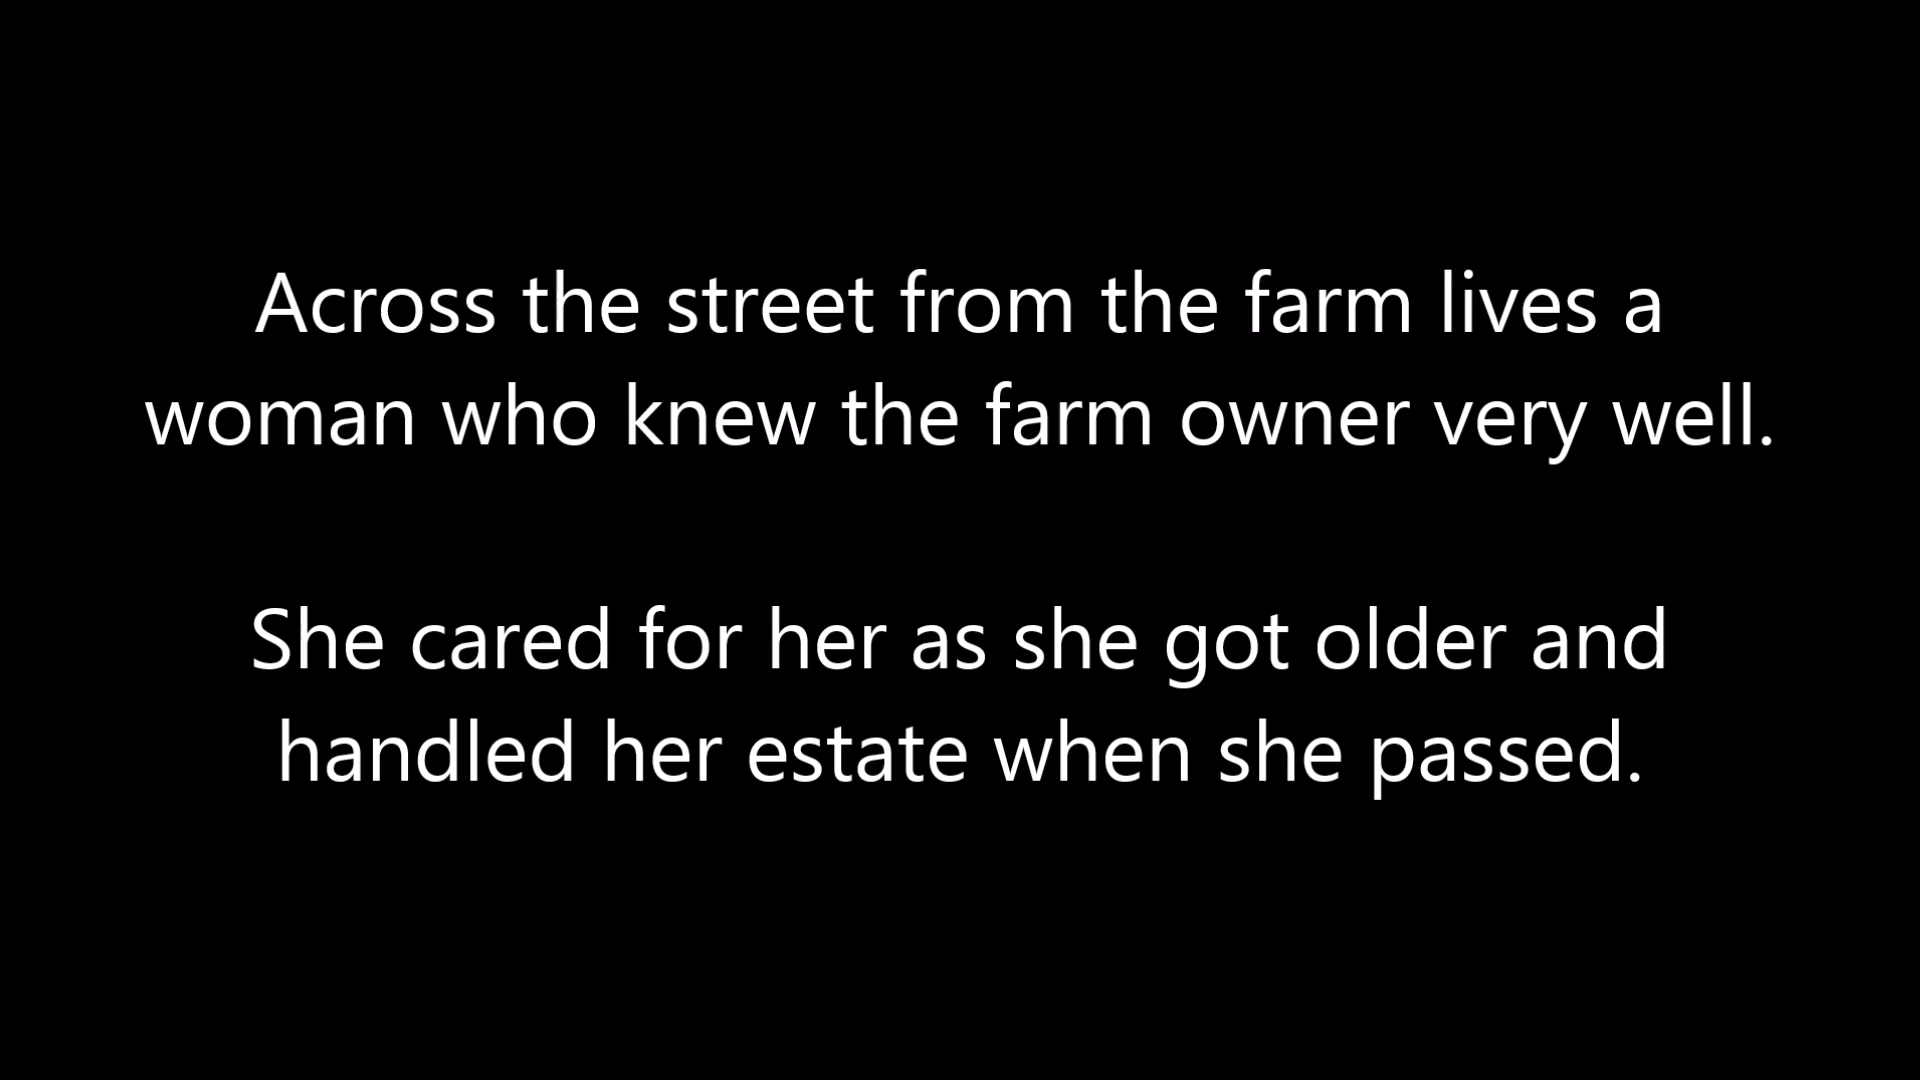 Across the street from the farm lives a
woman who knew the farm owner very well.
She cared for her as she got older and
handled her estate when she passed.